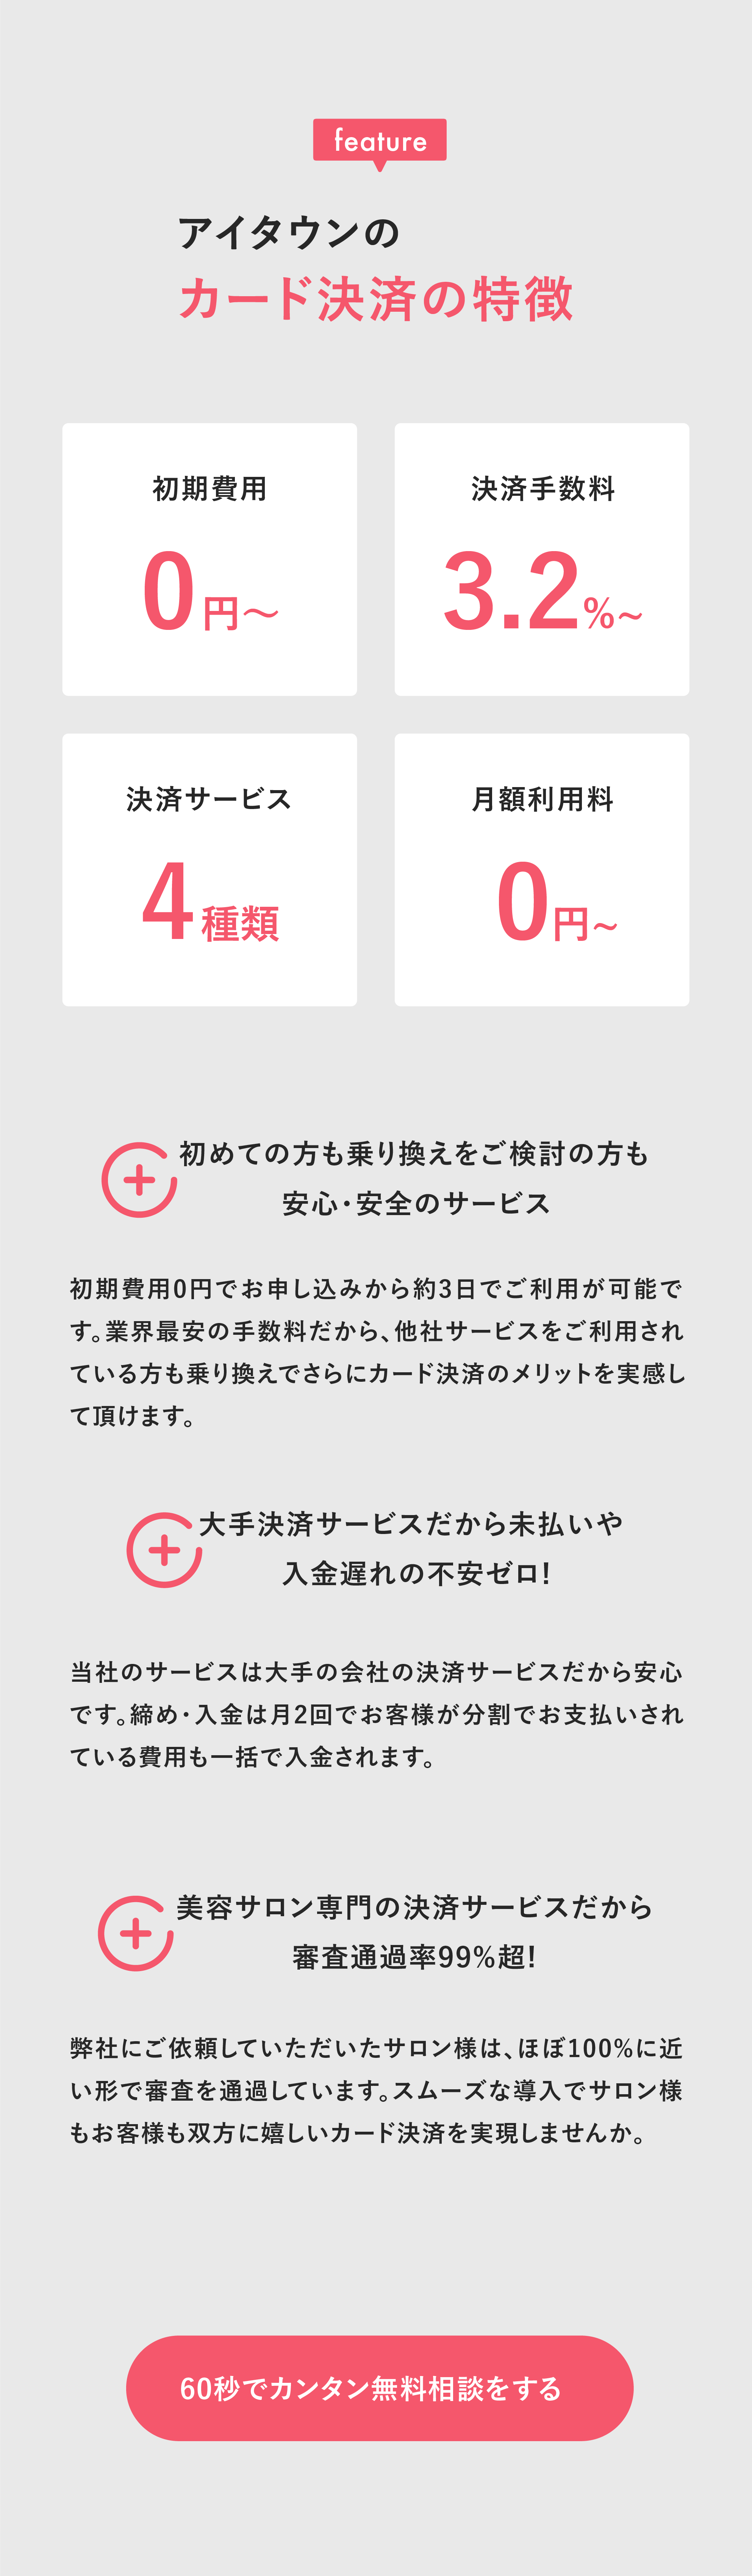 feature
アイタウンの
カード決済の特徴
初期費用
0円〜
決済手数料
3.2%~
決済サービス
4種類
月額利用料
0円~
初めての方も乗り換えをご検討の方も
安心・安全のサービス
初期費用0円でお申し込みから約3日でご利用が可能で
す。業界最安の手数料だから、他社サービスをご利用され
ている方も乗り換えでさらにカード決済のメリットを実感し
て頂けます。
大手決済サービスだから未払いや
入金遅れの不安ゼロ！
当社のサービスは大手の会社の決済サービスだから安心
です。締め・入金は月2回でお客様が分割でお支払いされ
ている費用も一括で入金されます。
美容サロン専門の決済サービスだから
審査通過率99%超！
弊社にご依頼していただいたサロン様は、ほぼ100%に近
い形で審査を通過しています。スムーズな導入でサロン様
もお客様も双方に嬉しいカード決済を実現しませんか。
60秒でカンタン無料相談をする